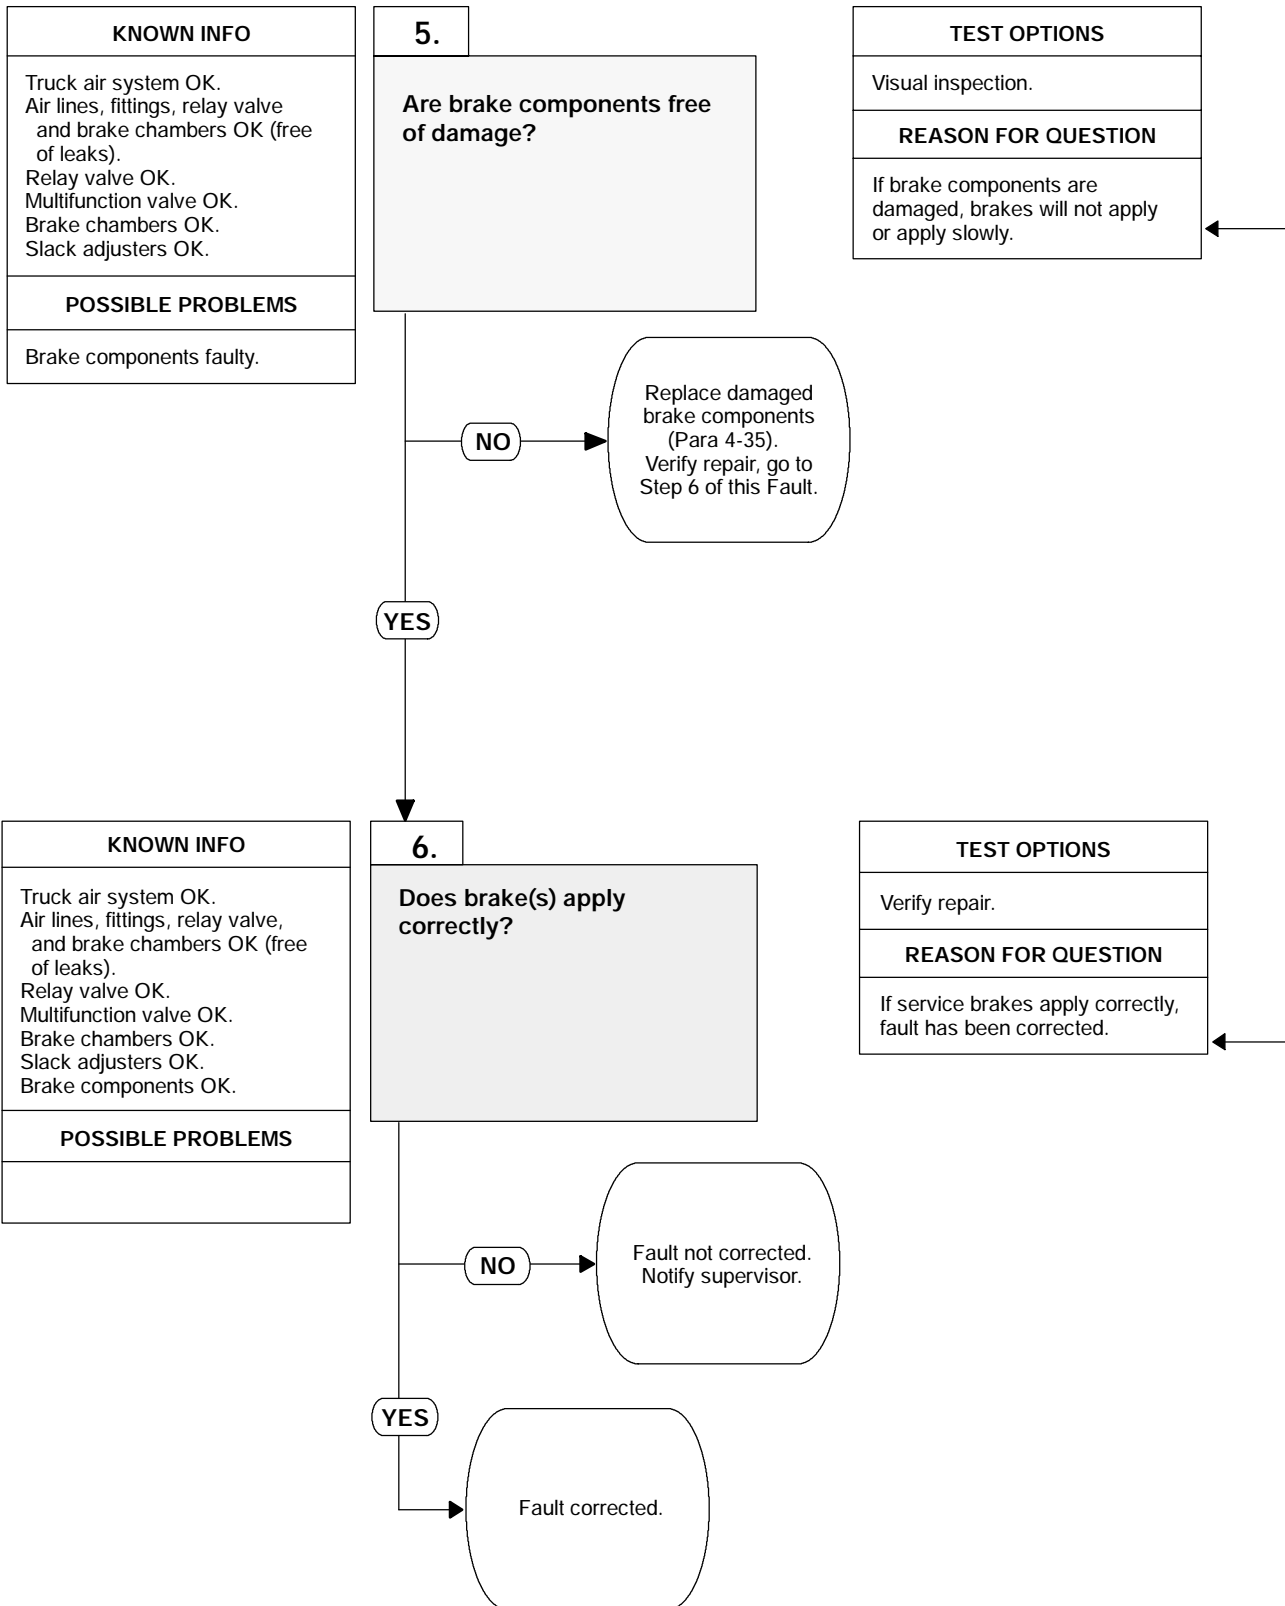 KNOWN INFO
Truck air system OK.
Air lines, fittings, relay valve
and brake chambers OK (free
of leaks).
Relay valve OK.
Multifunction valve OK.
Brake chambers OK.
Slack adjusters OK.
POSSIBLE PROBLEMS
Brake components faulty.
5.
Are brake components free
of damage?
TEST OPTIONS
Visual inspection.
REASON FOR QUESTION
If brake components are
damaged, brakes will not apply
or apply slowly.
NO
Replace damaged
brake components
(Para 4-35).
Verify repair, go to
Step 6 of this Fault.
YES
KNOWN INFO
Truck air system OK.
Air lines, fittings, relay valve,
and brake chambers OK (free
of leaks).
Relay valve OK.
Multifunction valve OK.
Brake chambers OK.
Slack adjusters OK.
Brake components OK.
POSSIBLE PROBLEMS
6.
Does brake(s) apply
correctly?
TEST OPTIONS
Verify repair.
REASON FOR QUESTION
If service brakes apply correctly,
fault has been corrected.
NO
Fault not corrected.
Notify supervisor.
YES
Fault corrected.